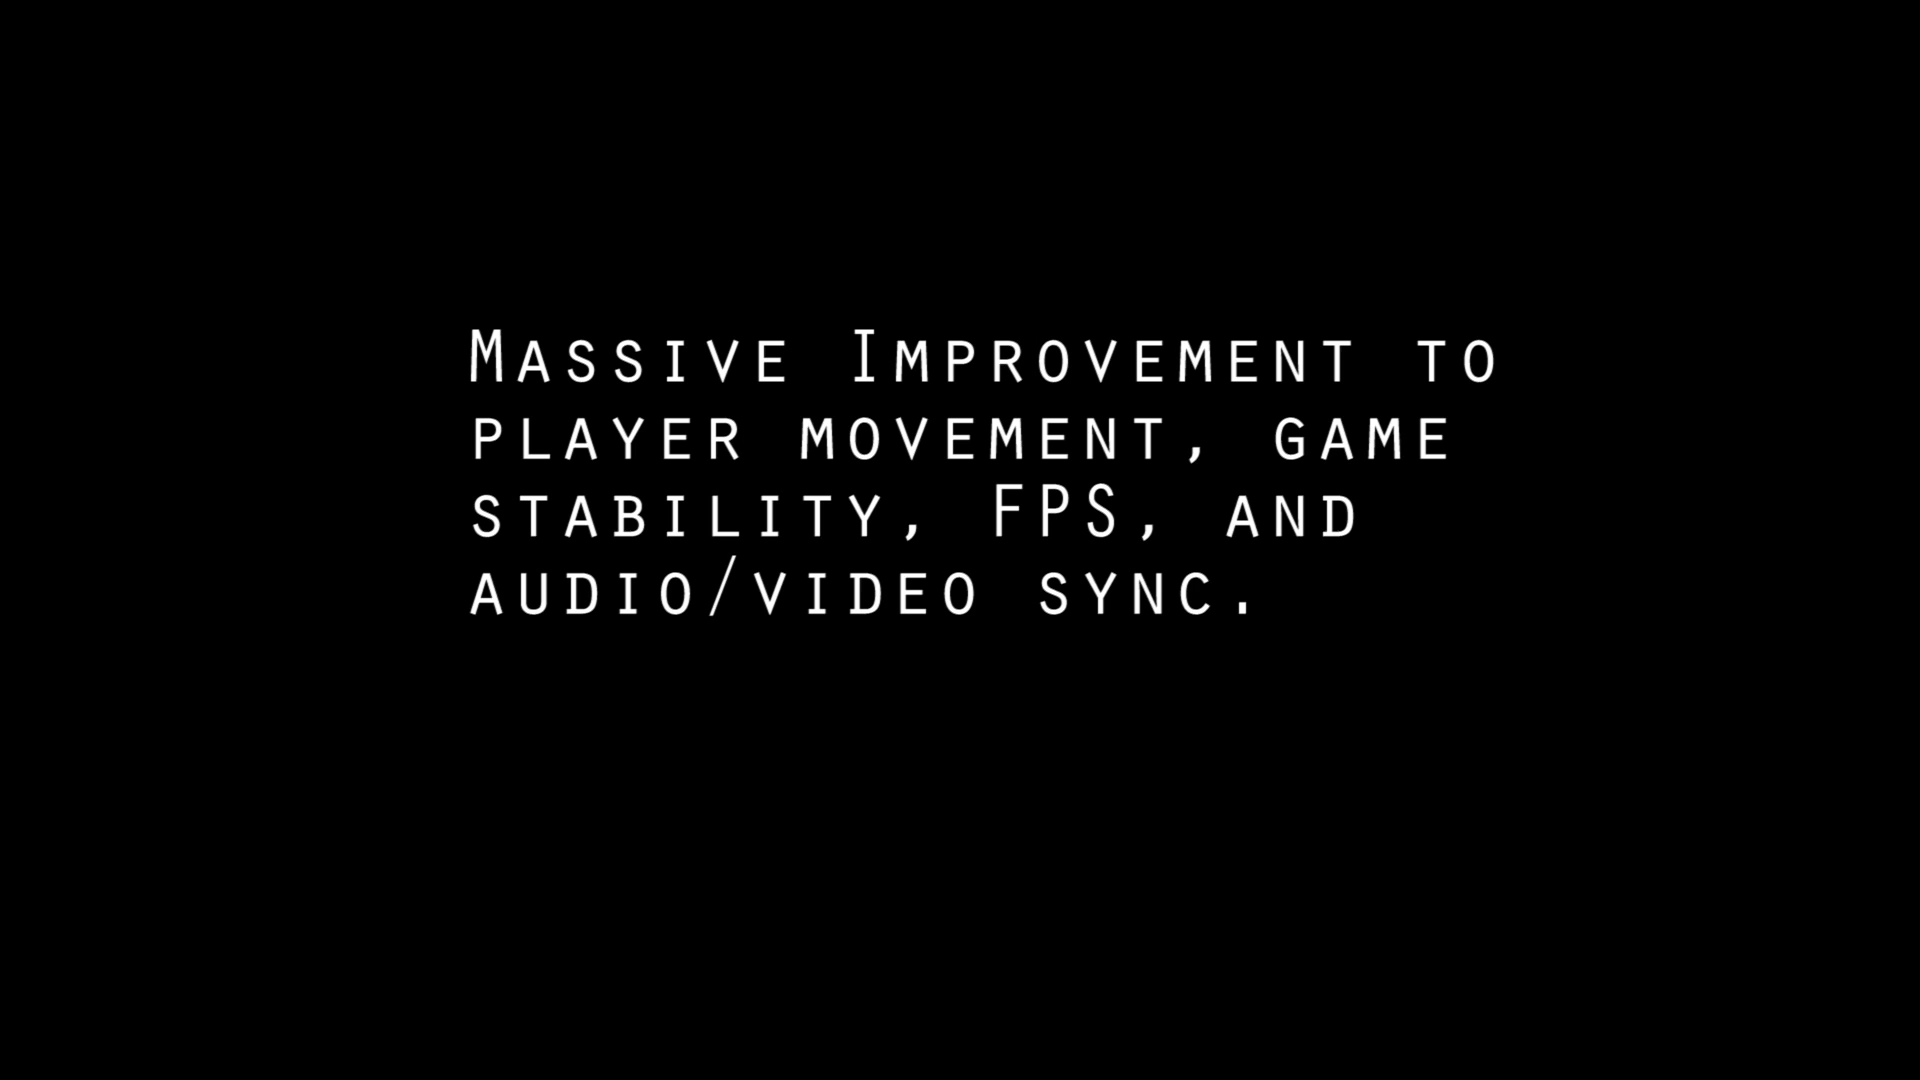 Massive Improvement to
player movement, game
stability, FPS, and
audio/video sync.